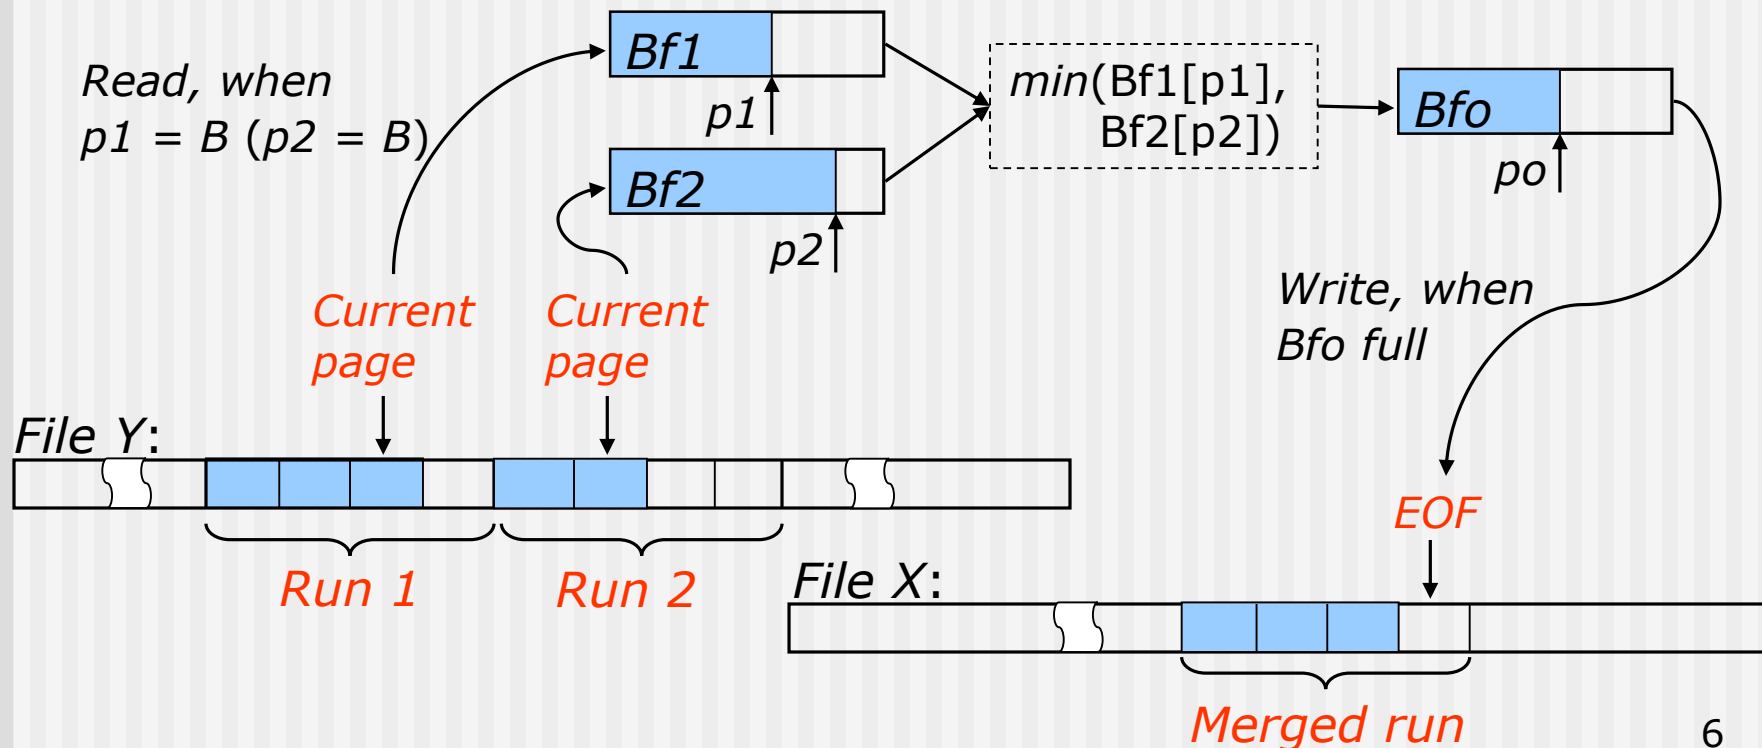 Read, when
p1 = B (p2 = B)
Bf1
p1
Bf2
p2
min(Bf1[p1],
Bf2[p2])
Bfo
po
Current
page
Current
page
Write, when
Bfo full
File Y:
Run 1
Run 2
EOF
File X:
Merged run
6